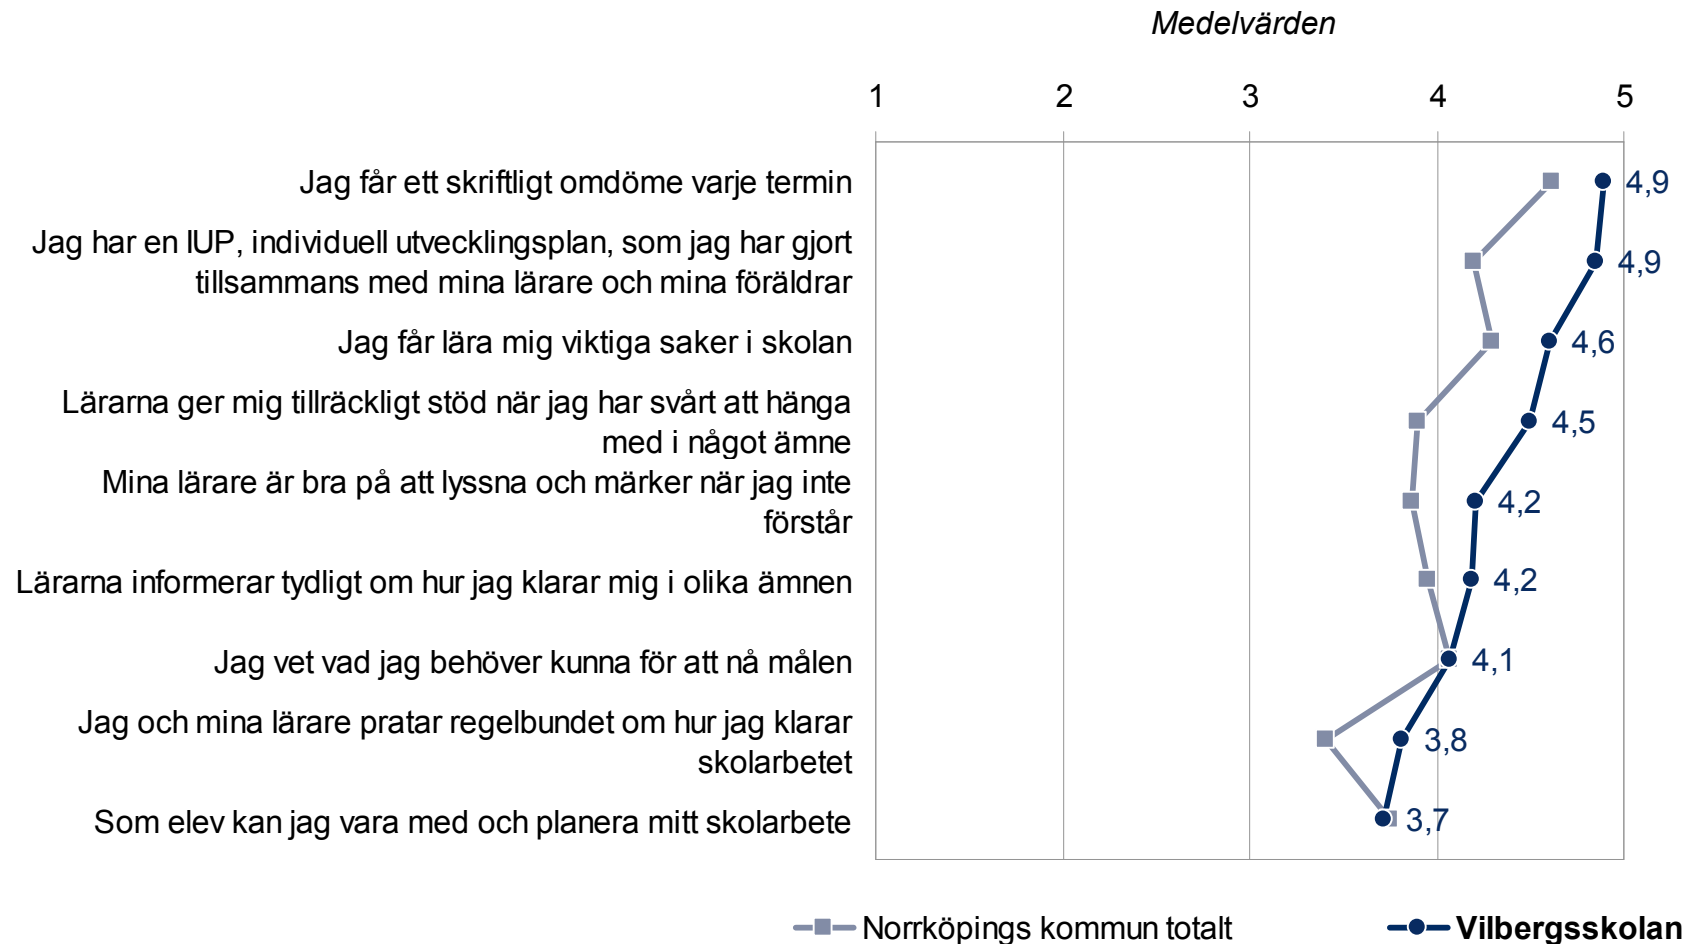 Medelvärden
1 2 3 4 5
Jag får ett skriftligt omdöme varje termin
4,9
Jag har en IUP, individuell utvecklingsplan, som jag har gjort
tillsammans med mina lärare och mina föräldrar
4,9
Jag får lära mig viktiga saker i skolan
4,6
Lärarna ger mig tillräckligt stöd när jag har svårt att hänga
med i något ämne
4,5
Mina lärare är bra på att lyssna och märker när jag inte
förstår
4,2
Lärarna informerar tydligt om hur jag klarar mig i olika ämnen
4,2
Jag vet vad jag behöver kunna för att nå målen
4,1
Jag och mina lärare pratar regelbundet om hur jag klarar
skolarbetet
3,8
Som elev kan jag vara med och planera mitt skolarbete
3,7
Norrköpings kommun totalt
Vilbergsskolan